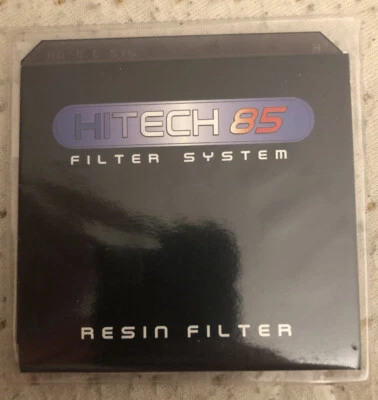 HITECH 85
FILTER SYSTEM
RESIN FILTER